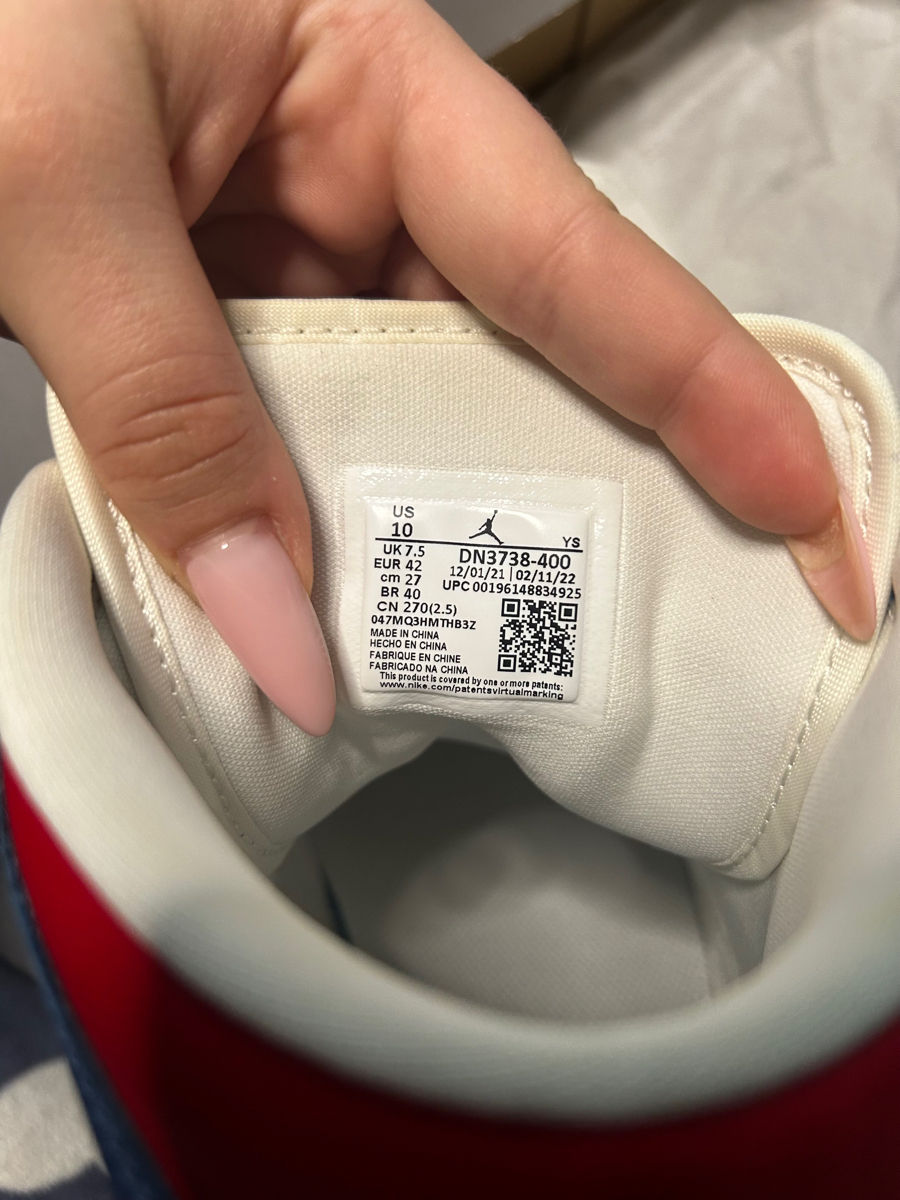 US
10
YS
UK 7.5
EUR 42
cm 27
BR 40
CN 270(2.5)
DN3738-400
12/01/21 | 02/11/22
UPC 00196148834925
047MQ3HMTHB3Z
MADE IN CHINA
HECHO EN CHINA
FABRIQUE EN CHINE
FABRICADO NA CHINA
This product is covered by one or more patents:
www.nike.com/patentsvirtualmarking